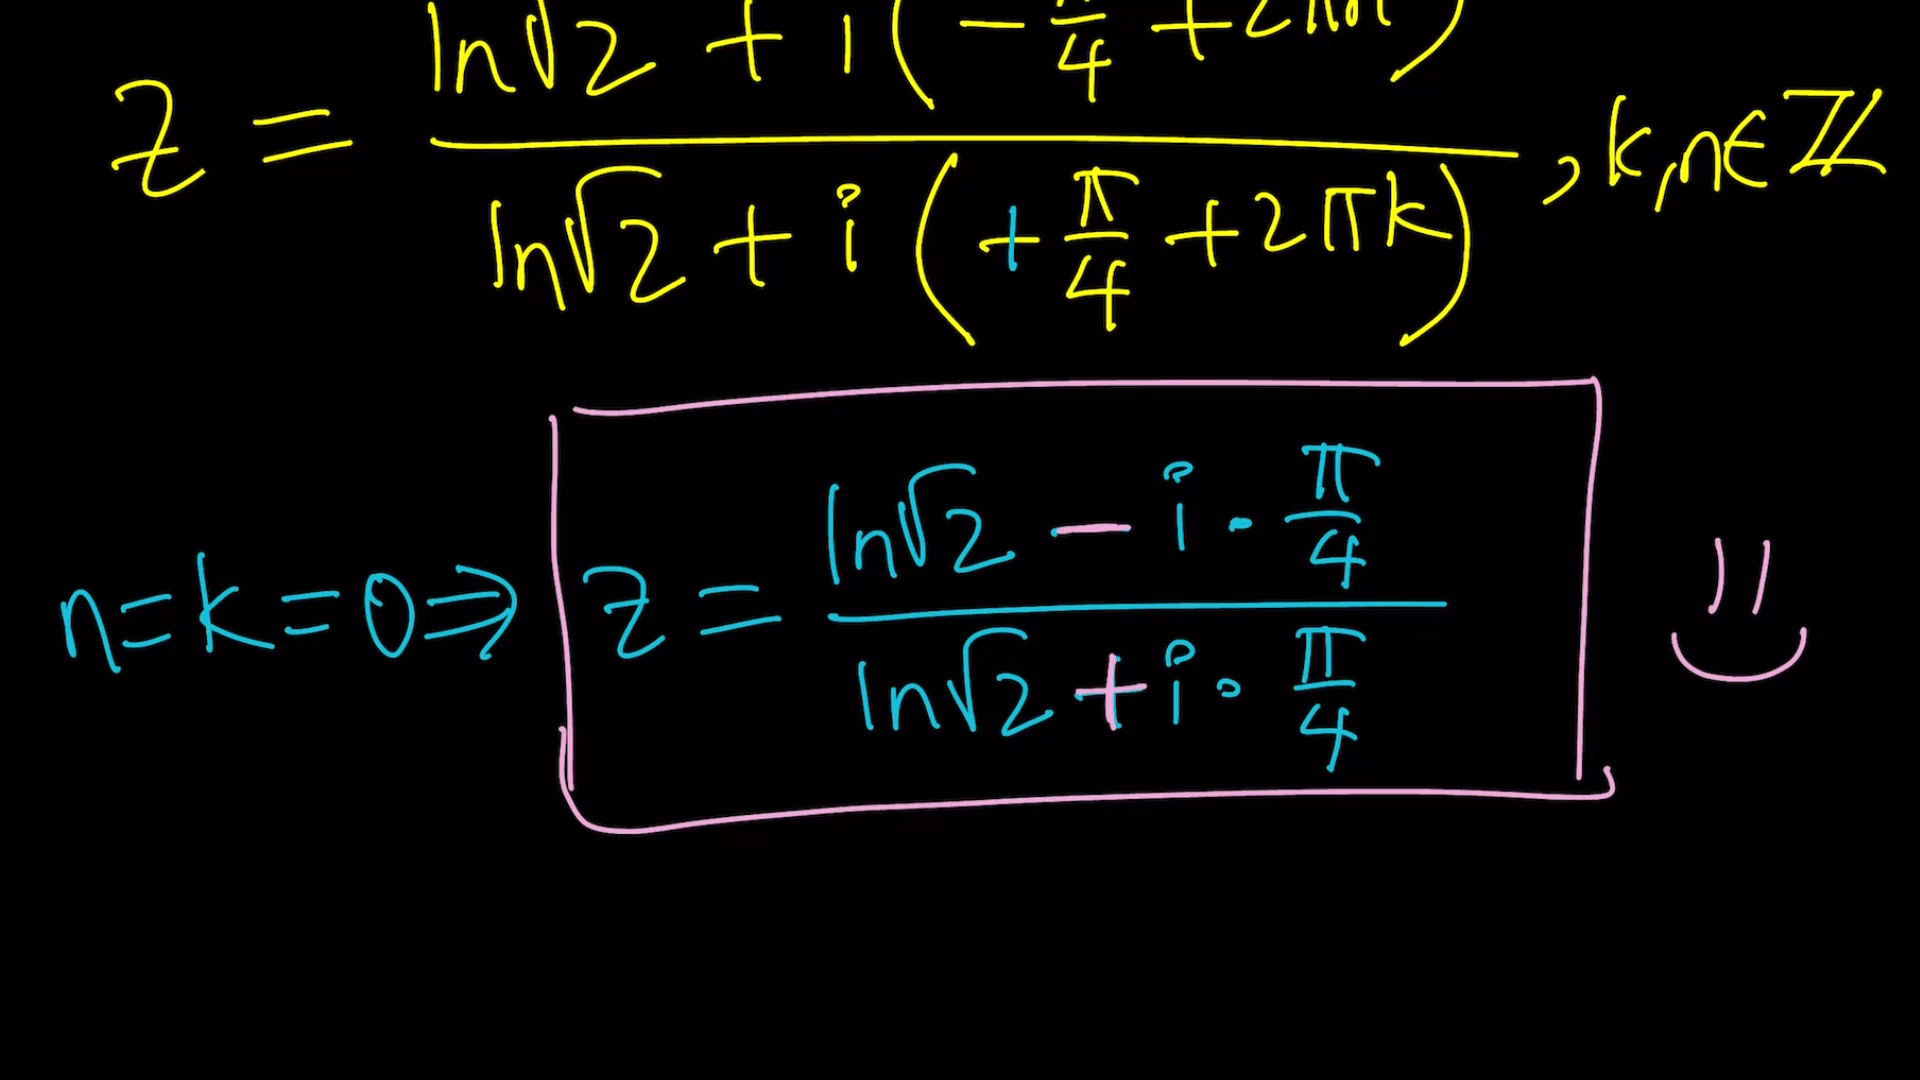 ln√2 + i(-π/4 + 2πn)
z = ——— , k,n∈ℤ
ln√2 + i(+π/4 + 2πk)
ln√2 - i·π/4
n=k=0⇒ z = ———
ln√2 + i·π/4